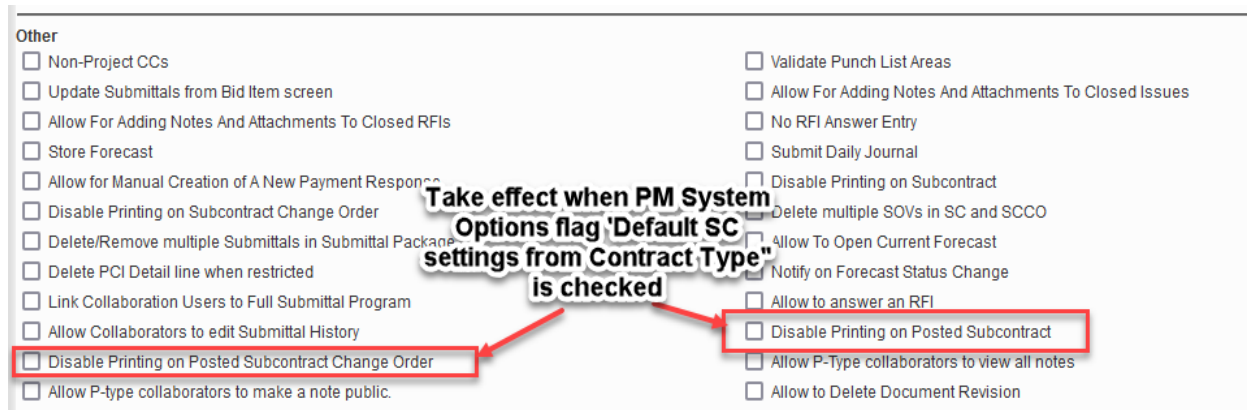 Other
Non-Project CCs
Update Submittals from Bid Item screen
Allow For Adding Notes And Attachments To Closed RFIs
Store Forecast
Allow for Manual Creation of A New Payment Response
Disable Printing on Subcontract Change Order
Delete/Remove multiple Submittals in Submittal Package
Delete PCI Detail line when restricted
Link Collaboration Users to Full Submittal Program
Allow Collaborators to edit Submittal History
Disable Printing on Posted Subcontract Change Order
Allow P-type collaborators to make a note public.
Validate Punch List Areas
Allow For Adding Notes And Attachments To Closed Issues
No RFI Answer Entry
Submit Daily Journal
Disable Printing on Subcontract
Delete multiple SOVs in SC and SCCO
Allow To Open Current Forecast
Notify on Forecast Status Change
Allow to answer an RFI
Disable Printing on Posted Subcontract
Allow P-Type collaborators to view all notes
Allow to Delete Document Revision
Take effect when PM System
Options flag 'Default SC
settings from Contract Type"
is checked